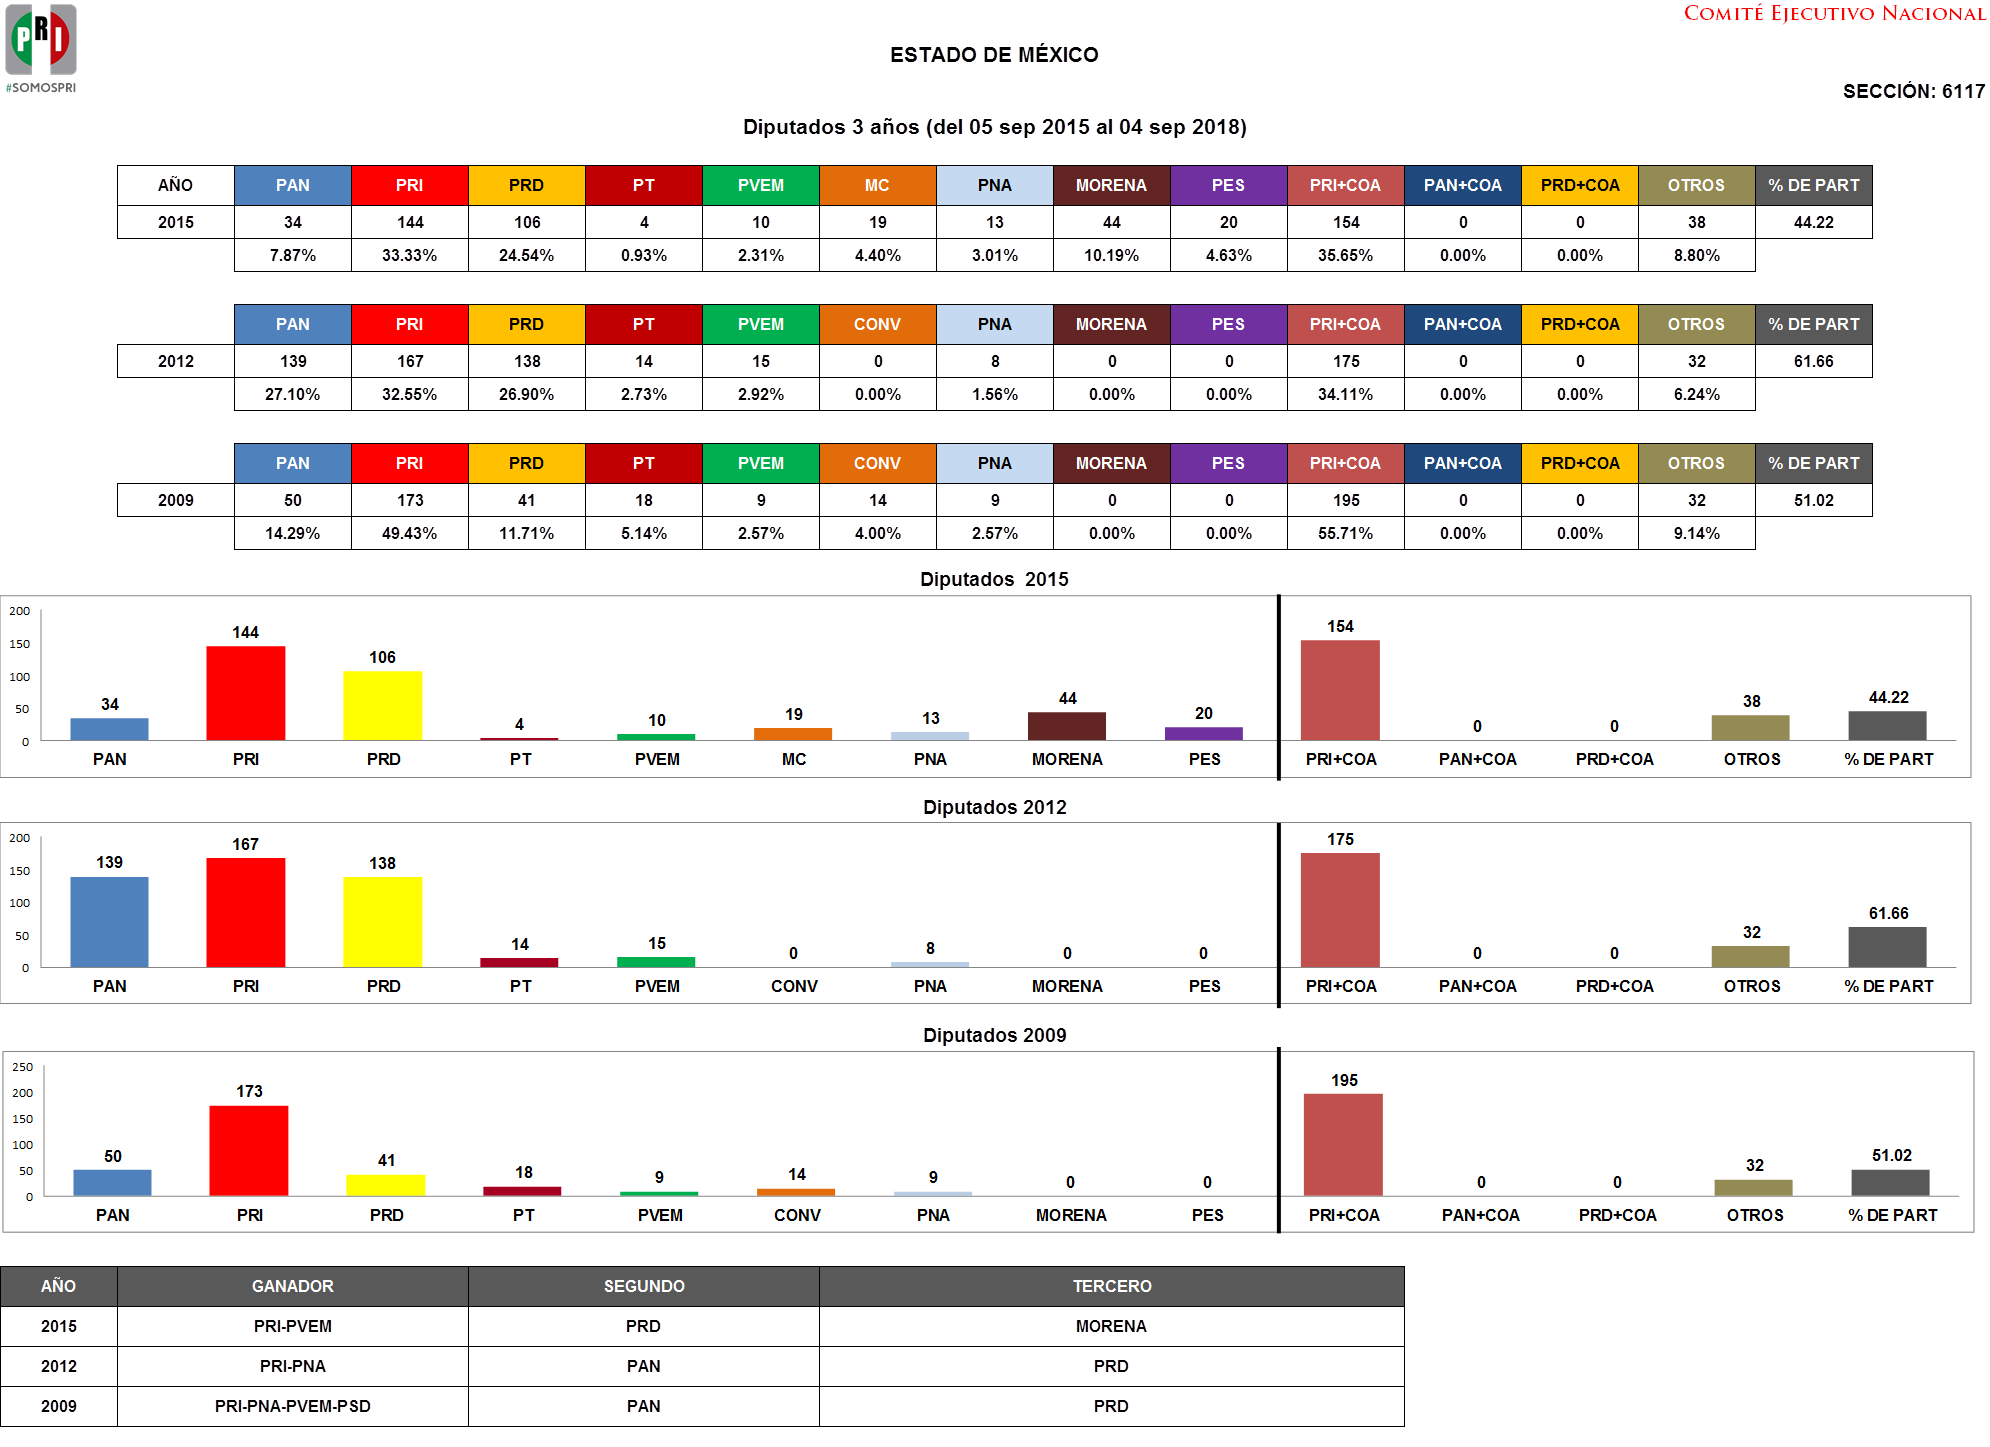 PRI
#SOMOSPRI
Comité Ejecutivo Nacional
ESTADO DE MÉXICO
SECCIÓN: 6117
Diputados 3 años (del 05 sep 2015 al 04 sep 2018)
AÑO PAN PRI PRD PT PVEM MC PNA MORENA PES PRI+COA PAN+COA PRD+COA OTROS % DE PART
2015 34 144 106 4 10 19 13 44 20 154 0 0 38 44.22
7.87% 33.33% 24.54% 0.93% 2.31% 4.40% 3.01% 10.19% 4.63% 35.65% 0.00% 0.00% 8.80%
PAN PRI PRD PT PVEM CONV PNA MORENA PES PRI+COA PAN+COA PRD+COA OTROS % DE PART
2012 139 167 138 14 15 0 8 0 0 175 0 0 32 61.66
27.10% 32.55% 26.90% 2.73% 2.92% 0.00% 1.56% 0.00% 0.00% 34.11% 0.00% 0.00% 6.24%
PAN PRI PRD PT PVEM CONV PNA MORENA PES PRI+COA PAN+COA PRD+COA OTROS % DE PART
2009 50 173 41 18 9 14 9 0 0 195 0 0 32 51.02
14.29% 49.43% 11.71% 5.14% 2.57% 4.00% 2.57% 0.00% 0.00% 55.71% 0.00% 0.00% 9.14%
Diputados 2015
200
150
100
50
0
34 144 106 4 10 19 13 44 20 154 0 0 38 44.22
PAN PRI PRD PT PVEM MC PNA MORENA PES PRI+COA PAN+COA PRD+COA OTROS % DE PART
Diputados 2012
200
150
100
50
0
139 167 138 14 15 0 8 0 0 175 0 0 32 61.66
PAN PRI PRD PT PVEM CONV PNA MORENA PES PRI+COA PAN+COA PRD+COA OTROS % DE PART
Diputados 2009
250
200
150
100
50
0
50 173 41 18 9 14 9 0 0 195 0 0 32 51.02
PAN PRI PRD PT PVEM CONV PNA MORENA PES PRI+COA PAN+COA PRD+COA OTROS % DE PART
AÑO GANADOR SEGUNDO TERCERO
2015 PRI-PVEM PRD MORENA
2012 PRI-PNA PAN PRD
2009 PRI-PNA-PVEM-PSD PAN PRD